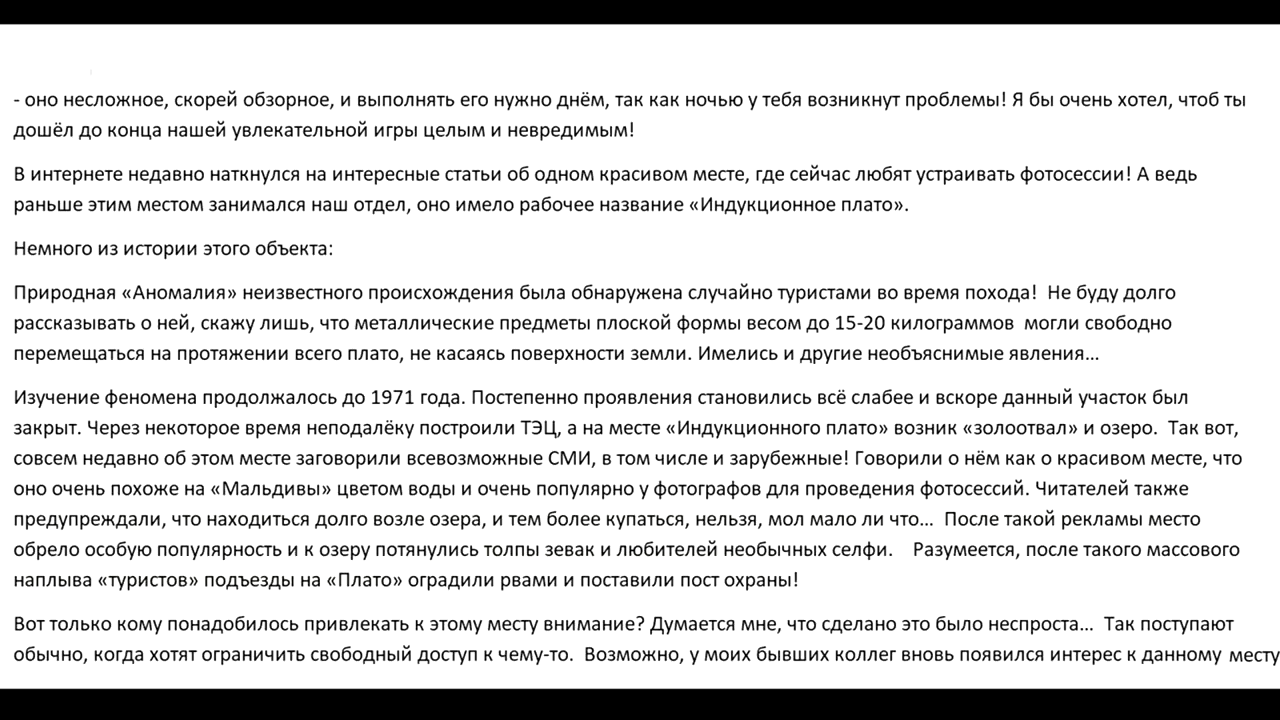 - оно несложное, скорей обзорное, и выполнять его нужно днём, так как ночью у тебя возникнут проблемы! Я бы очень хотел, чтоб ты
дошёл до конца нашей увлекательной игры целым и невредимым!
В интернете недавно наткнулся на интересные статьи об одном красивом месте, где сейчас любят устраивать фотосессии! А ведь
раньше этим местом занимался наш отдел, оно имело рабочее название «Индукционное плато».
Немного из истории этого объекта:
Природная «Аномалия» неизвестного происхождения была обнаружена случайно туристами во время похода!  Не буду долго
рассказывать о ней, скажу лишь, что металлические предметы плоской формы весом до 15-20 килограммов  могли свободно
перемещаться на протяжении всего плато, не касаясь поверхности земли. Имелись и другие необъяснимые явления…
Изучение феномена продолжалось до 1971 года. Постепенно проявления становились всё слабее и вскоре данный участок был
закрыт. Через некоторое время неподалёку построили ТЭЦ, а на месте «Индукционного плато» возник «золоотвал» и озеро.  Так вот,
совсем недавно об этом месте заговорили всевозможные СМИ, в том числе и зарубежные! Говорили о нём как о красивом месте, что
оно очень похоже на «Мальдивы» цветом воды и очень популярно у фотографов для проведения фотосессий. Читателей также
предупреждали, что находиться долго возле озера, и тем более купаться, нельзя, мол мало ли что…  После такой рекламы место
обрело особую популярность и к озеру потянулись толпы зевак и любителей необычных селфи.    Разумеется, после такого массового
наплыва «туристов» подъезды на «Плато» оградили рвами и поставили пост охраны!
Вот только кому понадобилось привлекать к этому месту внимание? Думается мне, что сделано это было неспроста…  Так поступают
обычно, когда хотят ограничить свободный доступ к чему-то.  Возможно, у моих бывших коллег вновь появился интерес к данному месту